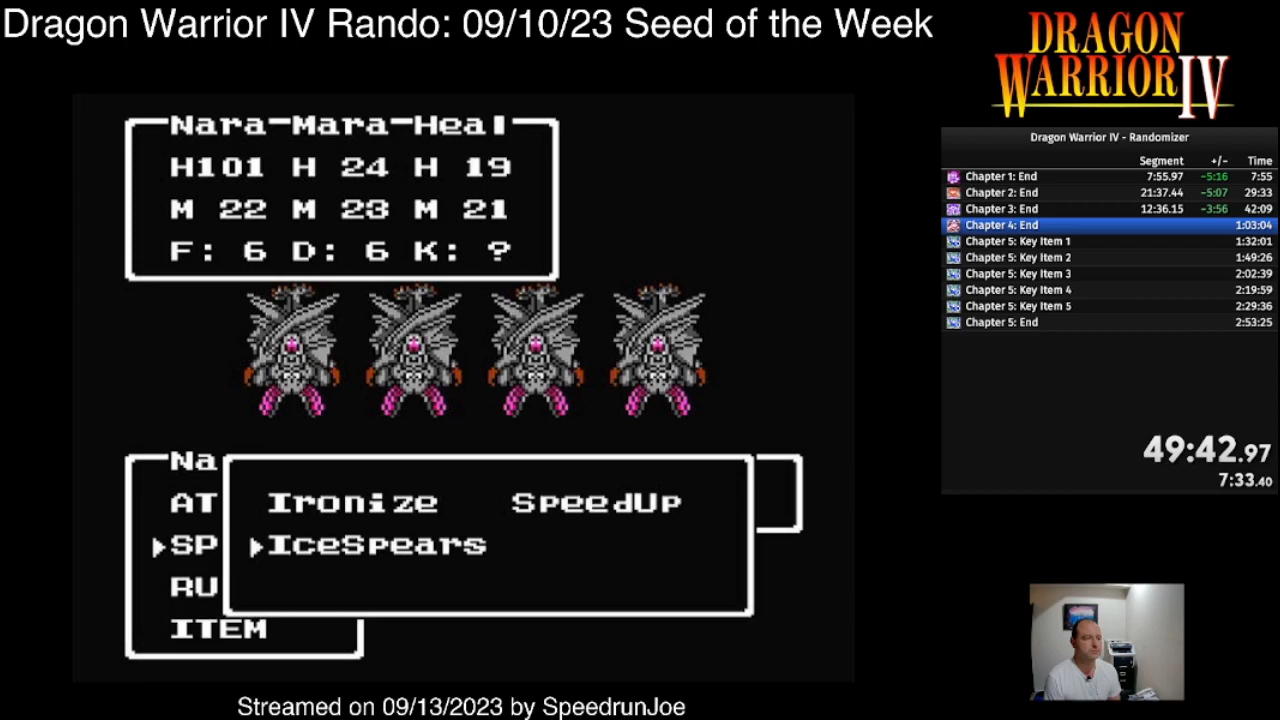 Dragon Warrior IV Rando: 09/10/23 Seed of the Week
DRAGON
WARRIOR IV
Nara-Mara-Heal
H101 H 24 H 19
M 22 M 23 M 21
F: 6 D: 6 K: ?
Na
AT
SP
RU
ITEM
Ironize SpeedUp
IceSpears
Dragon Warrior IV - Randomizer
Segment +/- Time
Chapter 1: End 7:55.97 -5:16 7:55
Chapter 2: End 21:37.44 -5:07 29:33
Chapter 3: End 12:36.15 -3:56 42:09
Chapter 4: End 1:03:04
Chapter 5: Key Item 1 1:32:01
Chapter 5: Key Item 2 1:49:26
Chapter 5: Key Item 3 2:02:39
Chapter 5: Key Item 4 2:19:59
Chapter 5: Key Item 5 2:29:36
Chapter 5: End 2:53:25
49:42.97
7:33.40
Streamed on 09/13/2023 by SpeedrunJoe